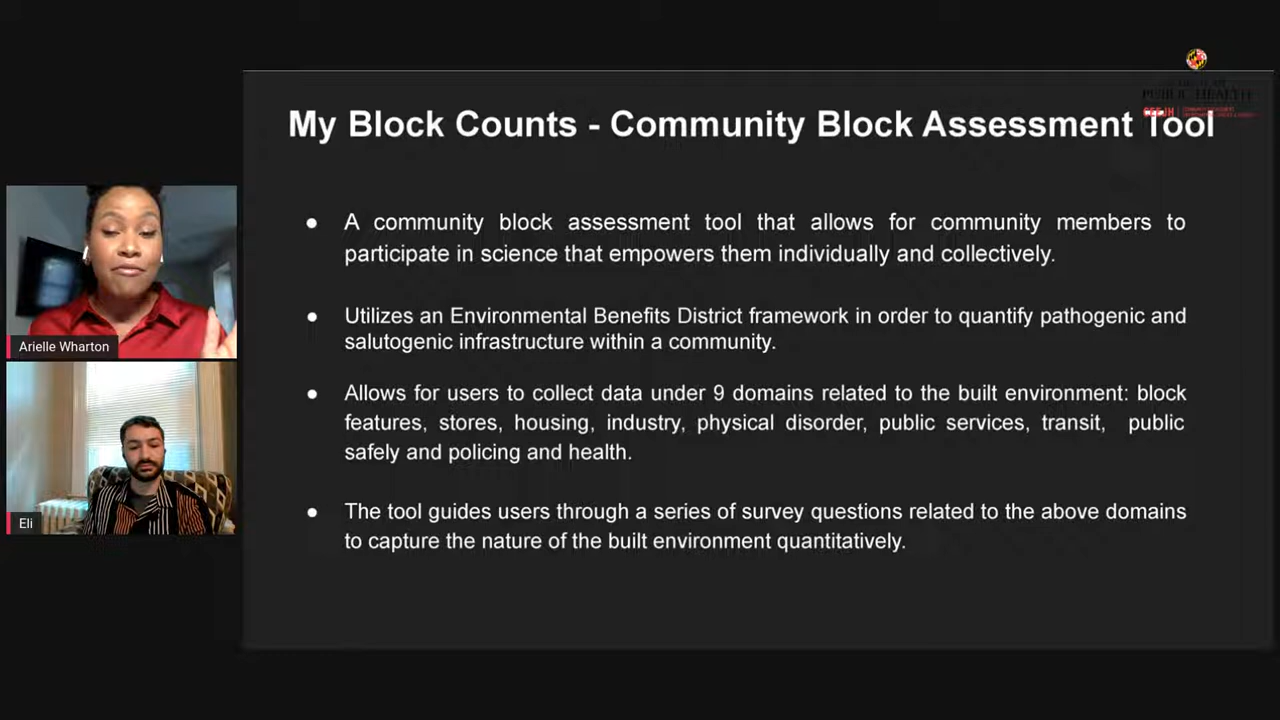 My Block Counts - Community Block Assessment Tool
PUBLIC HEALTH
CEEJH
● A community block assessment tool that allows for community members to
participate in science that empowers them individually and collectively.
● Utilizes an Environmental Benefits District framework in order to quantify pathogenic and
salutogenic infrastructure within a community.
● Allows for users to collect data under 9 domains related to the built environment: block
features, stores, housing, industry, physical disorder, public services, transit, public
safely and policing and health.
● The tool guides users through a series of survey questions related to the above domains
to capture the nature of the built environment quantitatively.
Arielle Wharton
Eli